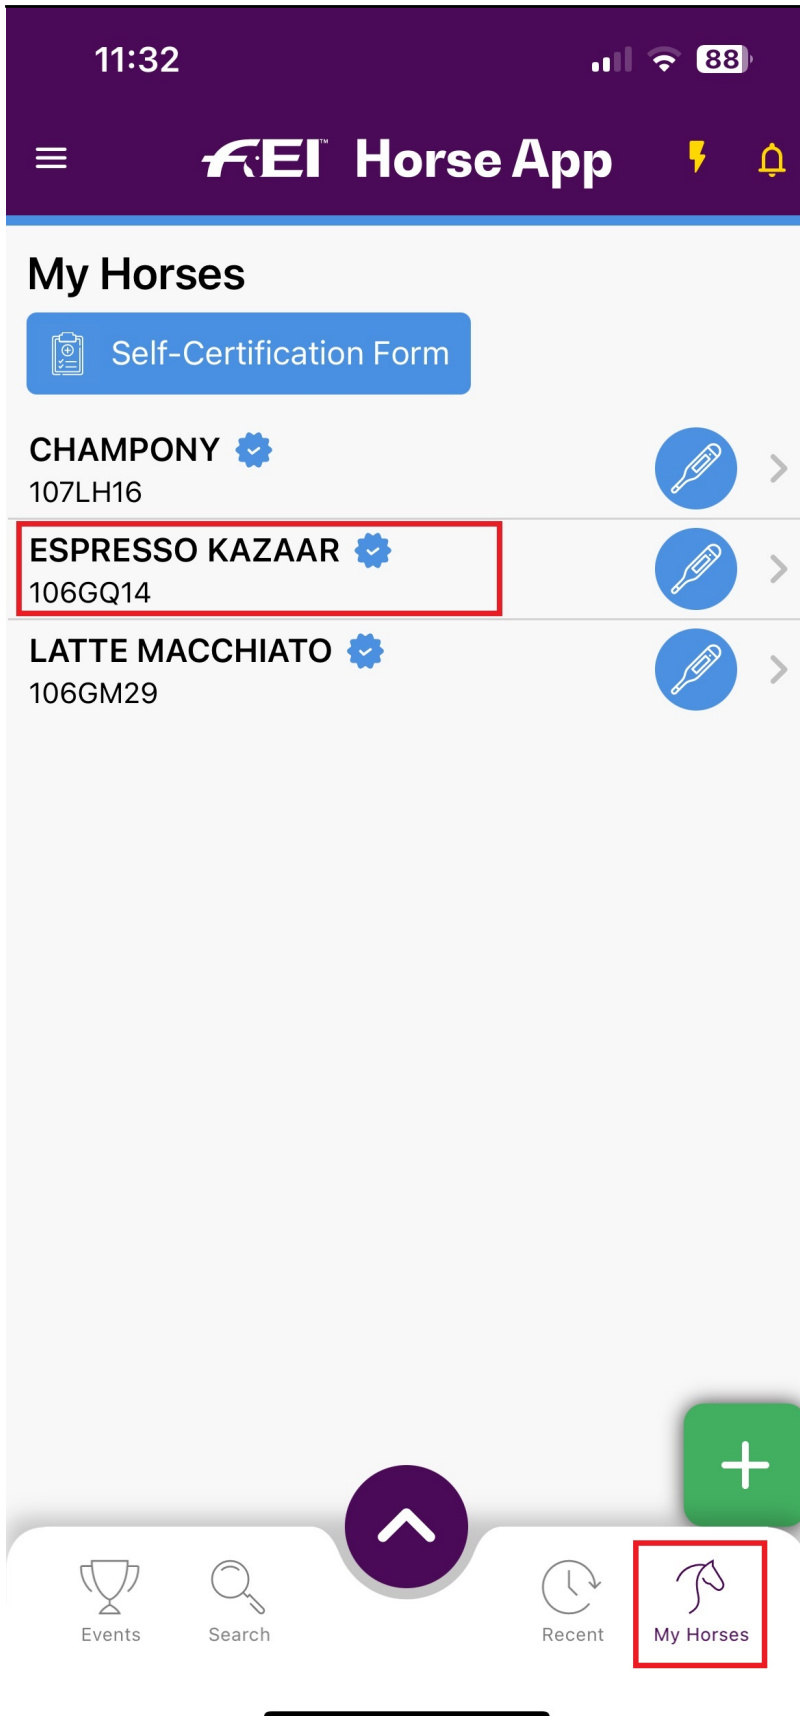 11:32
88
FEI™ Horse App
My Horses
Self-Certification Form
CHAMPONY
107LH16
ESPRESSO KAZAAR
106GQ14
LATTE MACCHIATO
106GM29
Events
Search
Recent
My Horses